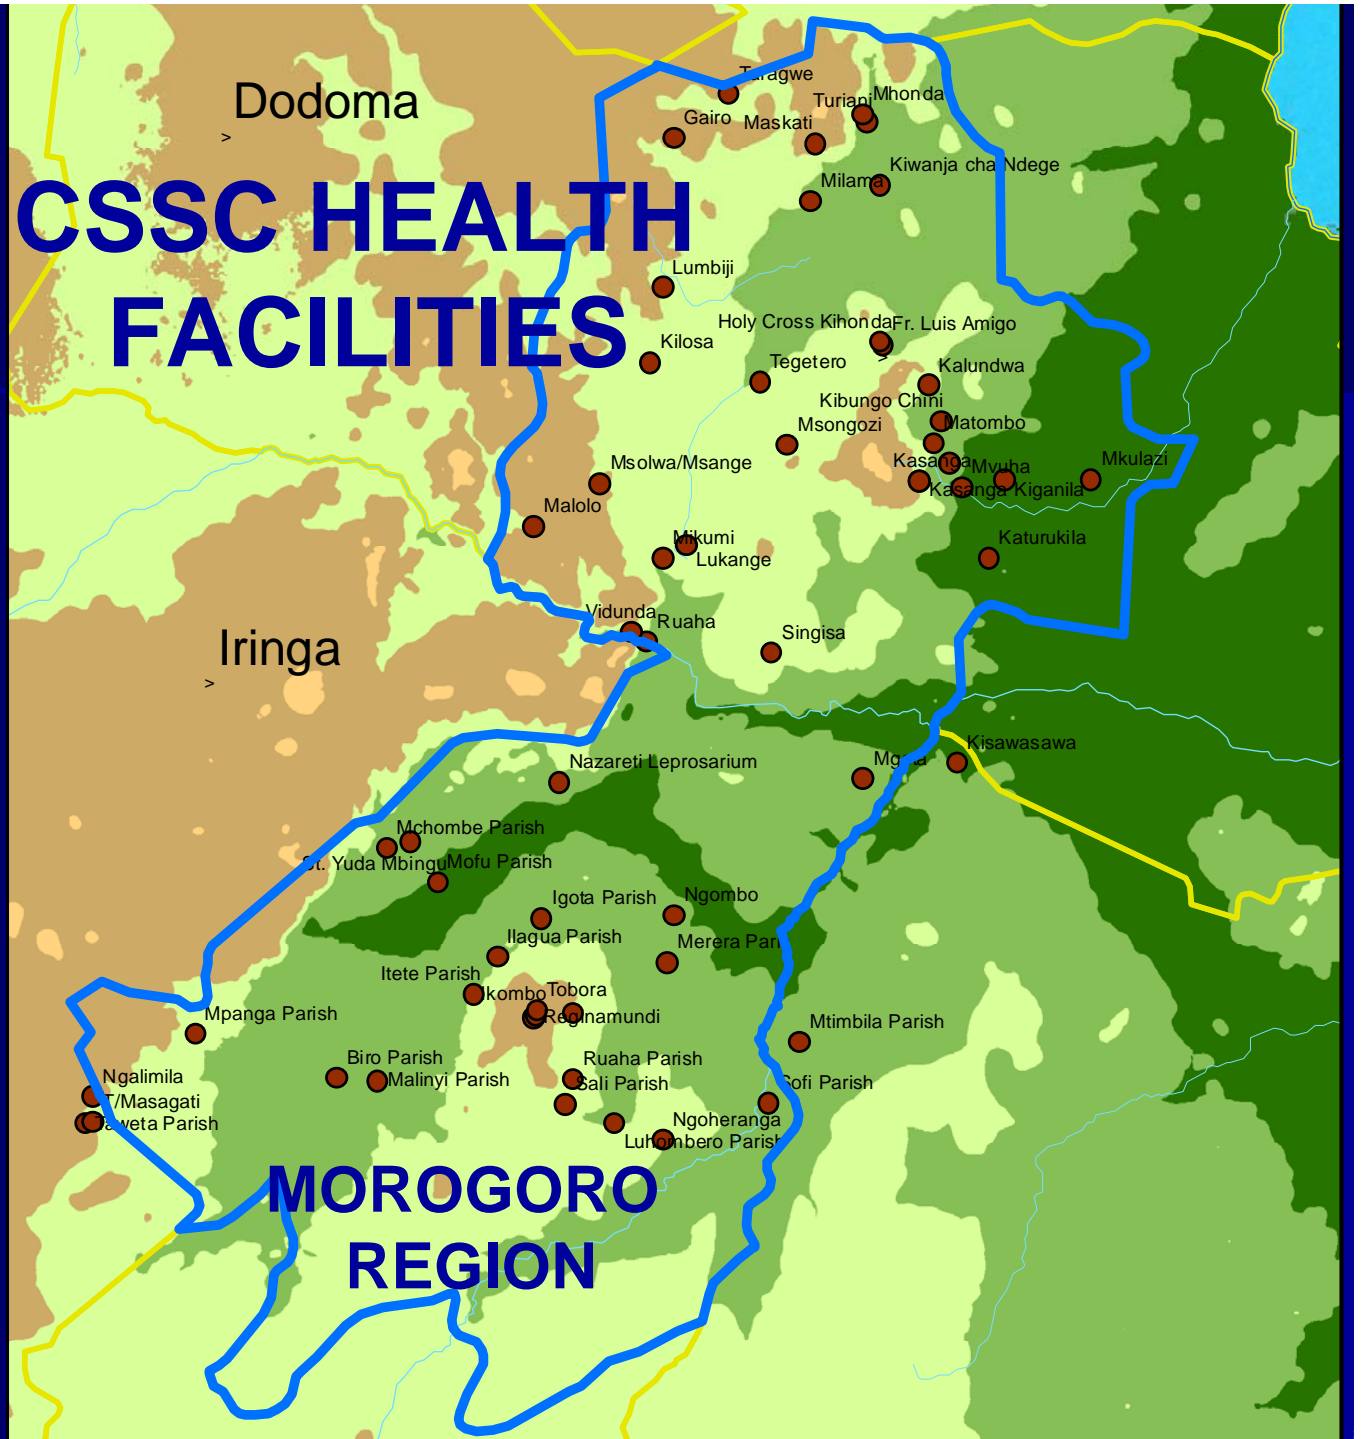 Taragwe
Dodoma
Turiani
Mhonda
Gairo
Maskati
>
Kiwanja cha Ndege
Milama
CSSC HEALTH
FACILITIES
Lumbiji
Holy Cross Kihonda
Fr. Luis Amigo
Kilosa
>
Tegetero
Kalundwa
Kibungo Chini
Msongozi
Matombo
Msolwa/Msange
Kasanga
Mvuha
Mkulazi
Kasanga Kiganila
Malolo
Mikumi
Lukange
Katurukila
Vidunda
Ruaha
Singisa
Iringa
>
Kisawasawa
Nazareti Leprosarium
Mchombe Parish
St. Yuda Mbingu
Mofu Parish
Igota Parish
Ngombo
Ilagua Parish
Itete Parish
Tobora
Reginamundi
Mpanga Parish
Mtimbila Parish
Biro Parish
Malinyi Parish
Ruaha Parish
Sali Parish
Ngalimila
T/Masagati
Taweta Parish
Sofi Parish
Ngoheranga
Luhombero Parish
MOROGORO
REGION